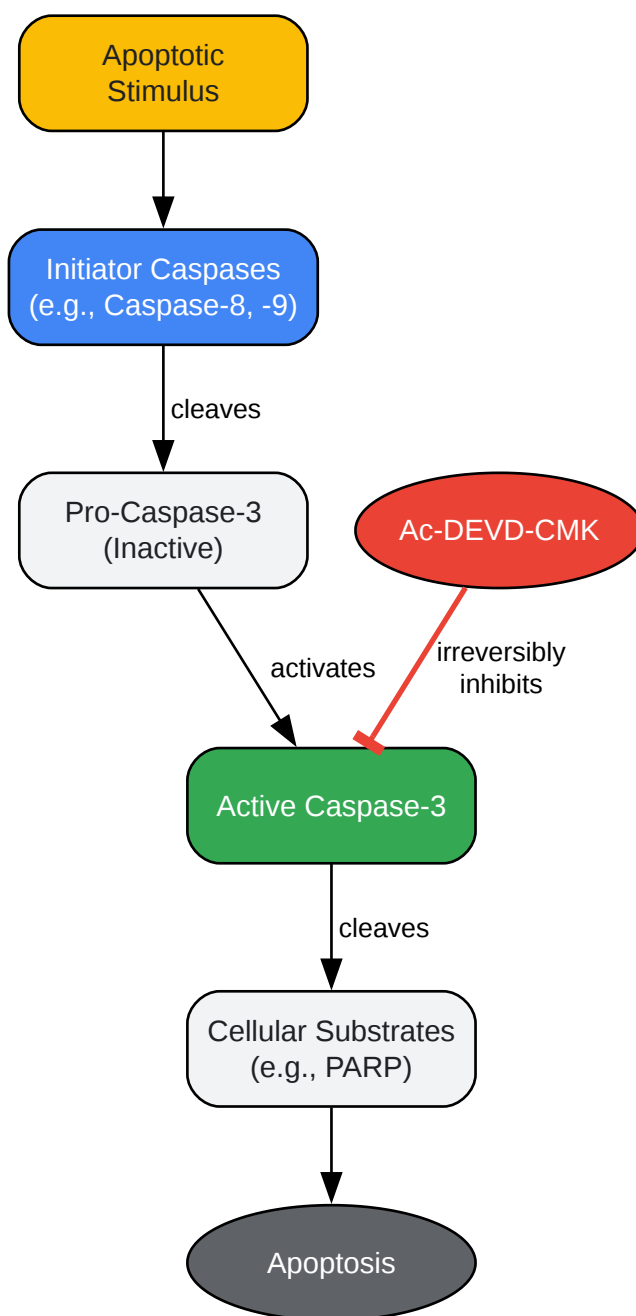 Apoptotic
Stimulus
Initiator Caspases
(e.g., Caspase-8, -9)
cleaves
Pro-Caspase-3
(Inactive)
Ac-DEVD-CMK
activates
irreversibly
inhibits
Active Caspase-3
cleaves
Cellular Substrates
(e.g., PARP)
Apoptosis